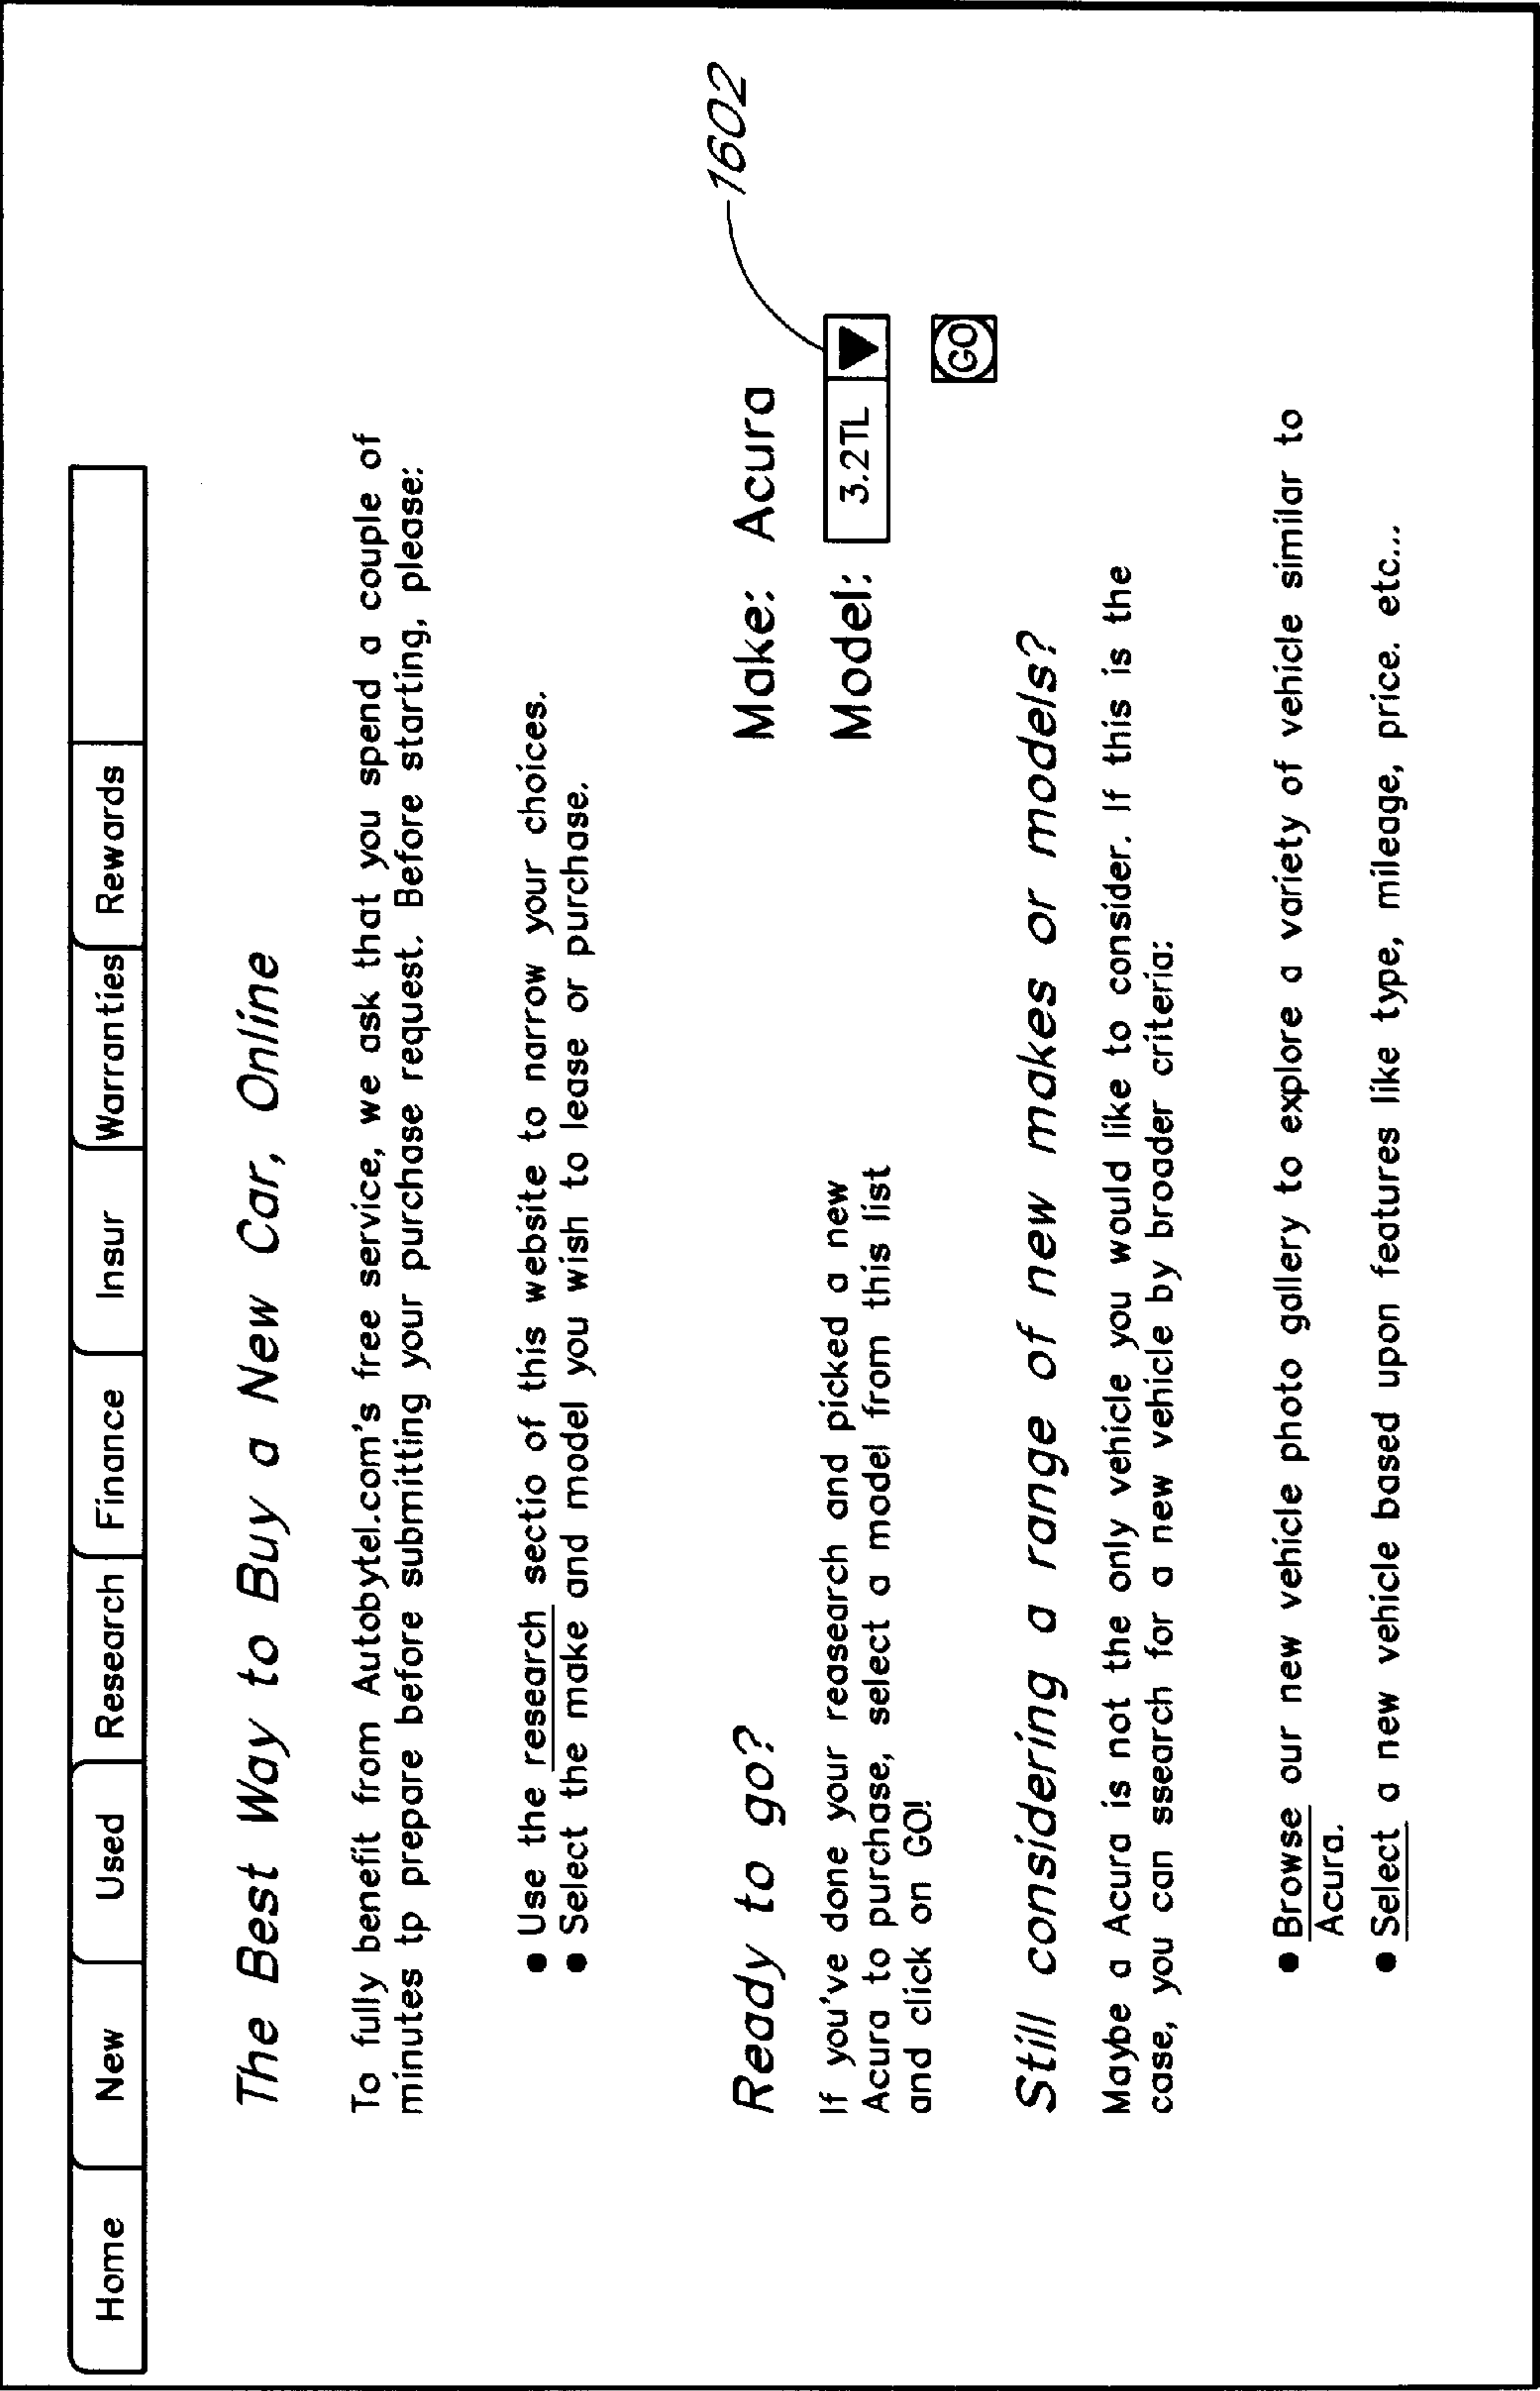 Home New Used Research Finance Insur Warranties Rewards
The Best Way to Buy a New Car, Online
To fully benefit from Autobytel.com's free service, we ask that you spend a couple of
minutes tp prepare before submitting your purchase request. Before starting, please:
● Use the research sectio of this website to narrow your choices.
● Select the make and model you wish to lease or purchase.
Ready to go?
If you've done your reasearch and picked a new
Acura to purchase, select a model from this list
and click on GO!
Make: Acura
Model: 3.2TL
1602
GO
Still considering a range of new makes or models?
Maybe a Acura is not the only vehicle you would like to consider. If this is the
case, you can ssearch for a new vehicle by broader criteria:
● Browse our new vehicle photo gallery to explore a variety of vehicle similar to
Acura.
● Select a new vehicle based upon features like type, mileage, price. etc...